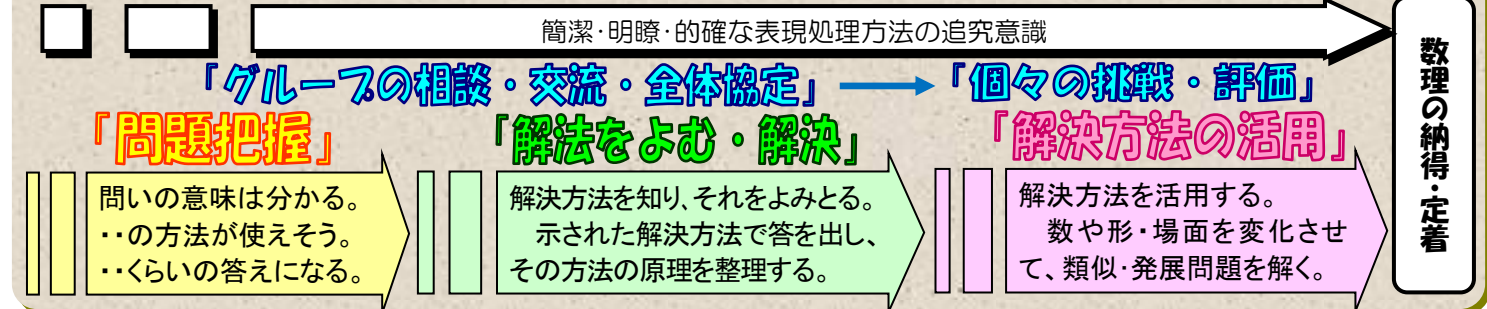 簡潔・明瞭・的確な表現処理方法の追究意識
「グループの相談・交流・全体協定」
「個々の挑戦・評価」
「問題把握」
「解法をよむ・解決」
「解決方法の活用」
問いの意味は分かる。
・・の方法が使えそう。
・・くらいの答えになる。
解決方法を知り、それをよみとる。
示された解決方法で答を出し、
その方法の原理を整理する。
解決方法を活用する。
数や形・場面を変化させ
て、類似・発展問題を解く。
数理の納得・定着